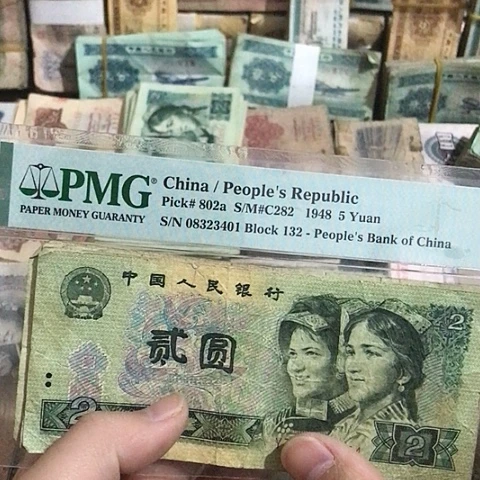 PMG®
PAPER MONEY GUARANTY
China / People's Republic
Pick# 802a S/M#C282 1948 5 Yuan
S/N 08323401 Block 132 - People's Bank of China
中国人民银行
贰圆
2
2
2